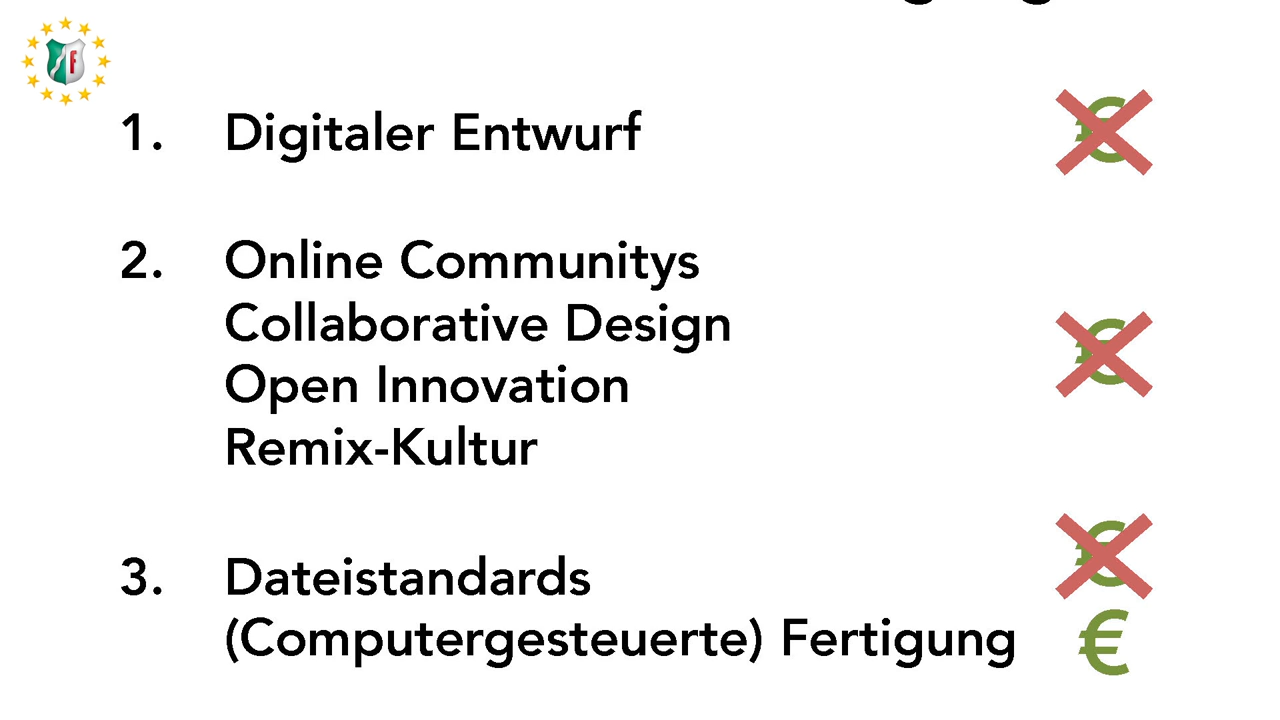 1. Digitaler Entwurf €
2. Online Communitys
Collaborative Design €
Open Innovation
Remix-Kultur
3. Dateistandards €
(Computergesteuerte) Fertigung €